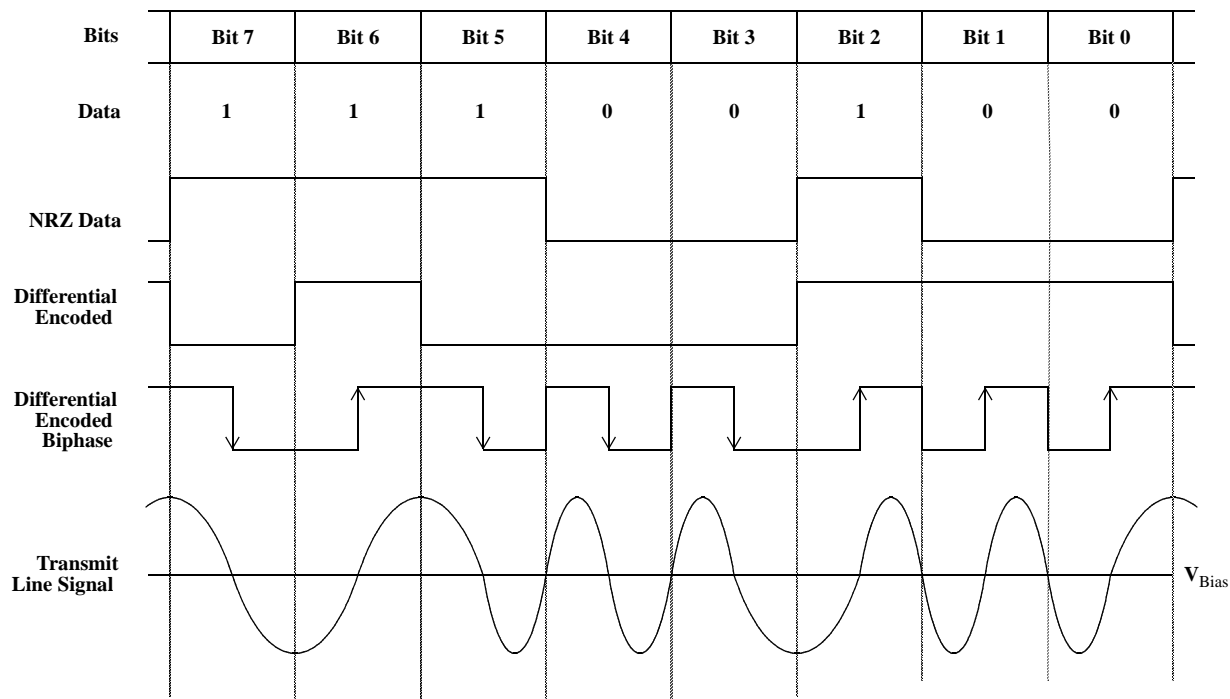 Bits Bit 7 Bit 6 Bit 5 Bit 4 Bit 3 Bit 2 Bit 1 Bit 0
Data 1 1 1 0 0 1 0 0
NRZ Data
Differential
Encoded
Differential
Encoded
Biphase
Transmit
Line Signal
VBias